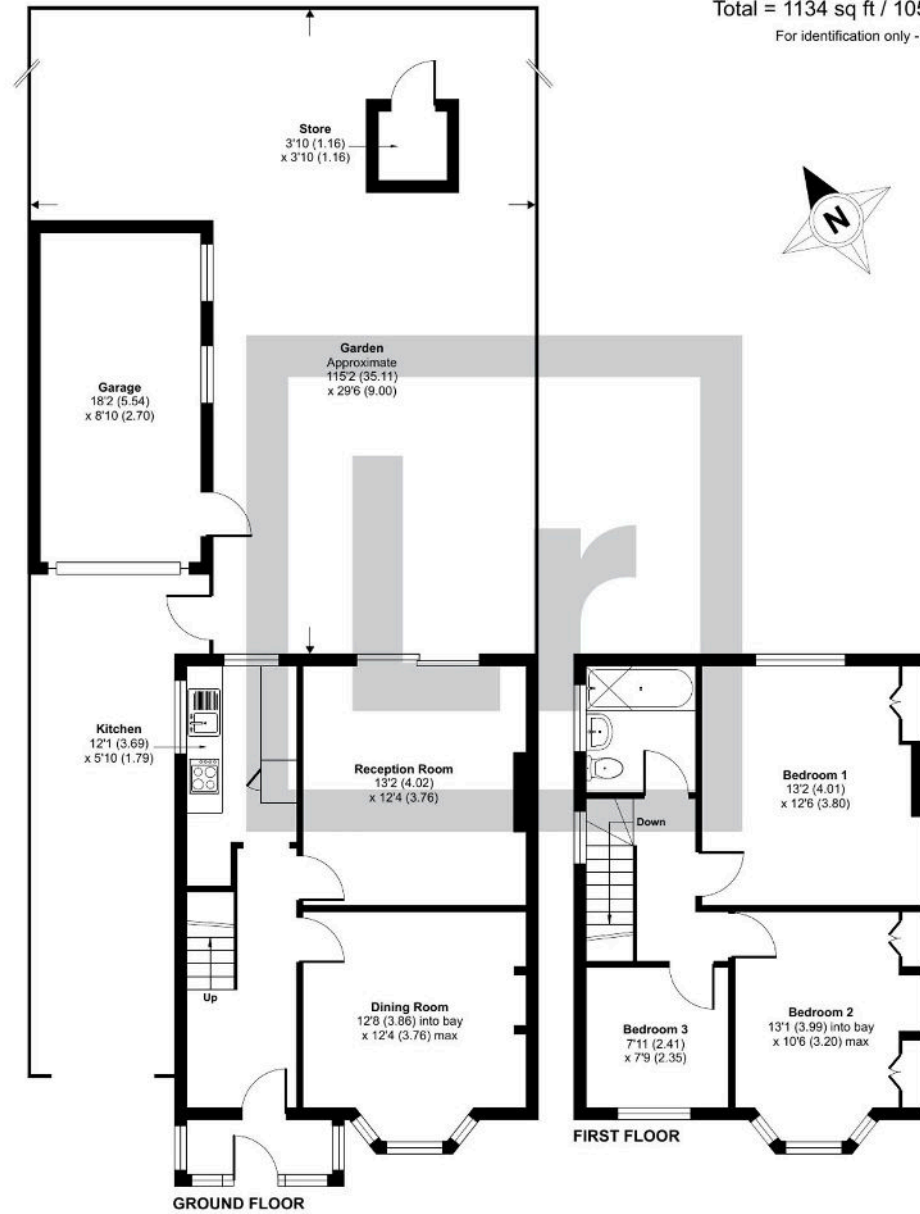 Total = 1134 sq ft / 105
For identification only -
Store
3'10 (1.16)
x 3'10 (1.16)
N
Garden
Approximate
115'2 (35.11)
x 29'6 (9.00)
Garage
18'2 (5.54)
x 8'10 (2.70)
Kitchen
12'1 (3.69)
x 5'10 (1.79)
Reception Room
13'2 (4.02)
x 12'4 (3.76)
Up
Dining Room
12'8 (3.86) into bay
x 12'4 (3.76) max
GROUND FLOOR
Bedroom 1
13'2 (4.01)
x 12'6 (3.80)
Down
Bedroom 2
13'1 (3.99) into bay
x 10'6 (3.20) max
Bedroom 3
7'11 (2.41)
x 7'9 (2.35)
FIRST FLOOR